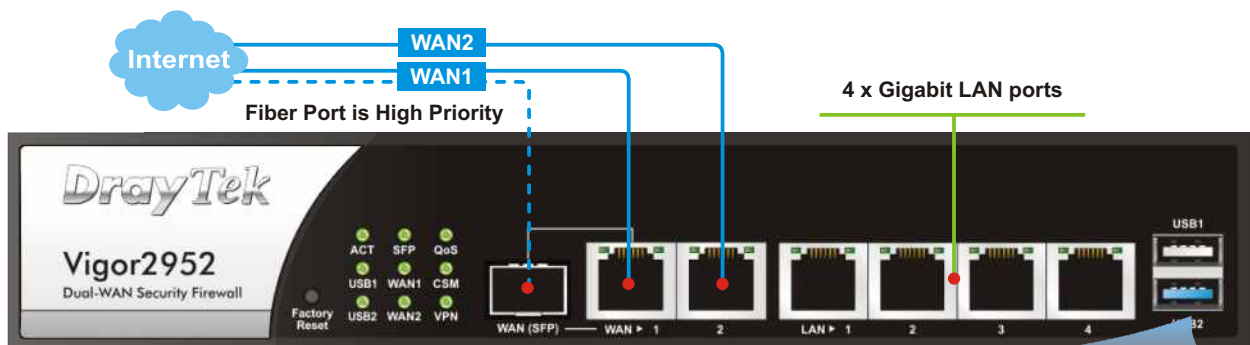 Internet
WAN2
WAN1
Fiber Port is High Priority
4 x Gigabit LAN ports
DrayTek
Vigor2952
Dual-WAN Security Firewall
Factory Reset
ACT SFP QoS
USB1 WAN1 CSM
USB2 WAN2 VPN
WAN (SFP)
WAN ► 1
2
LAN ► 1
2
3
4
USB1
USB2